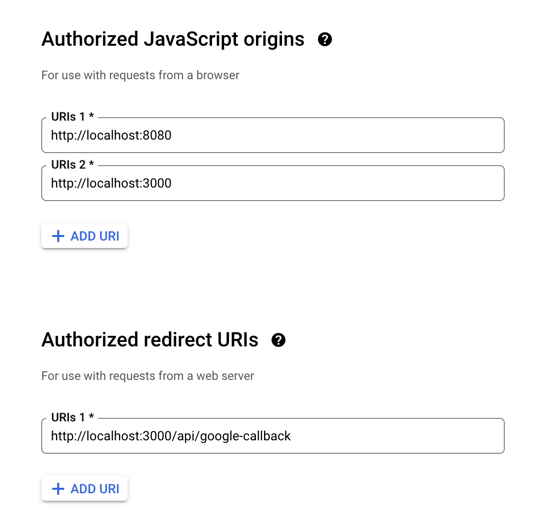 Authorized JavaScript origins ?
For use with requests from a browser
URIs 1 *
http://localhost:8080
URIs 2 *
http://localhost:3000
+ ADD URI
Authorized redirect URIs ?
For use with requests from a web server
URIs 1 *
http://localhost:3000/api/google-callback
+ ADD URI